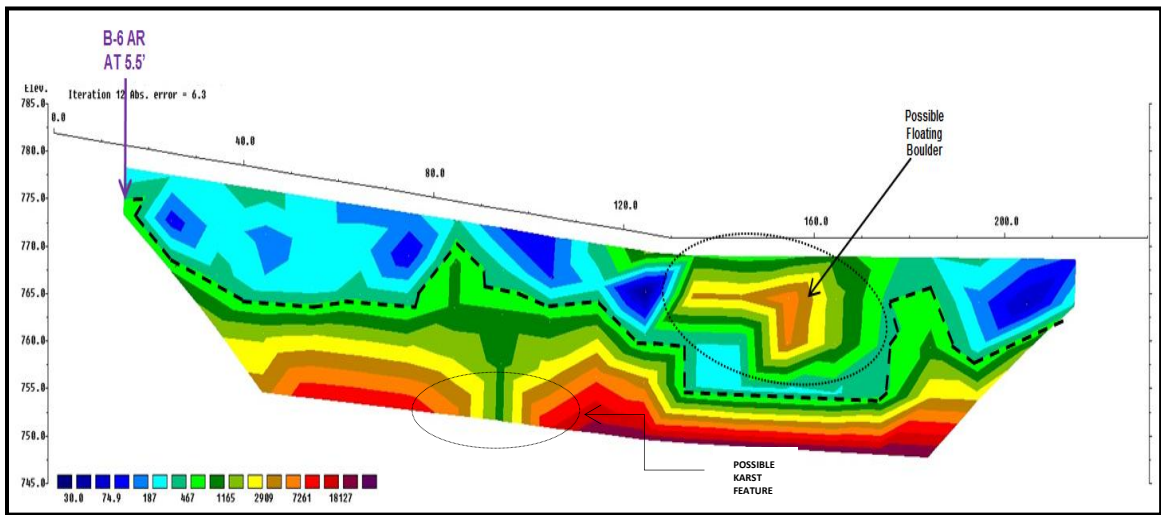 B-6 AR
AT 5.5'
Elev. Iteration 12 Abs. error = 6.3
785.0
0.0
780.0
40.0
775.0
80.0
770.0
120.0
160.0
200.0
765.0
760.0
755.0
750.0
745.0
Possible
Floating
Boulder
POSSIBLE
KARST
FEATURE
30.0 74.9 187 467 1165 2909 7261 18127